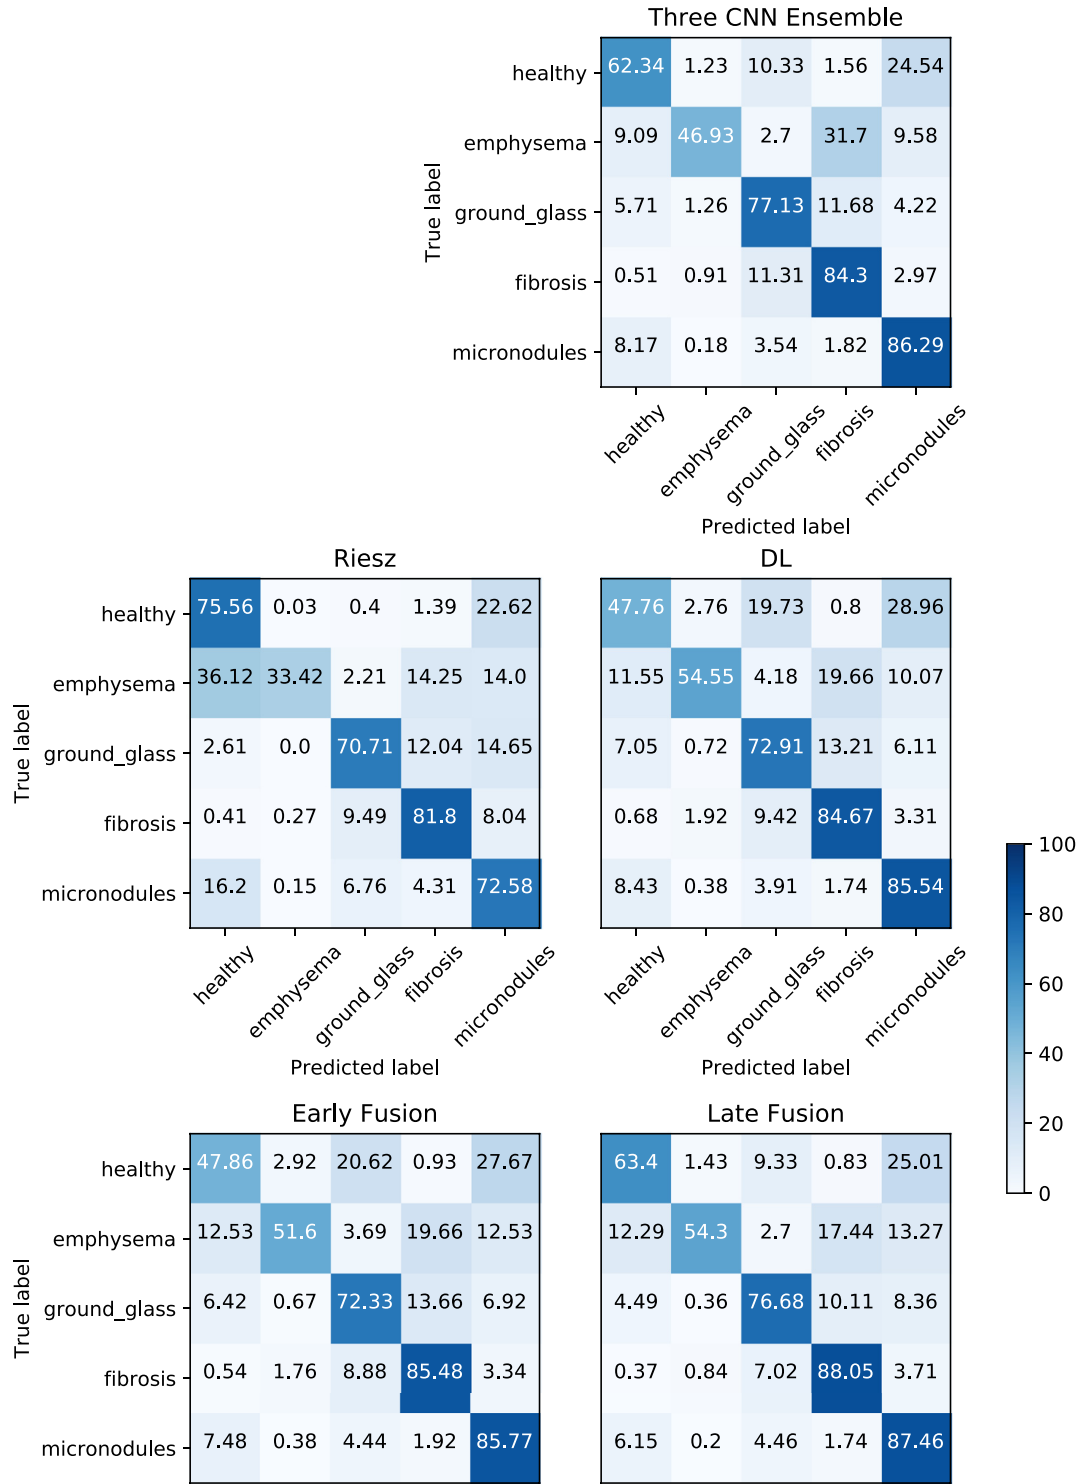 Three CNN Ensemble
healthy 62.34 1.23 10.33 1.56 24.54
emphysema 9.09 46.93 2.7 31.7 9.58
ground_glass 5.71 1.26 77.13 11.68 4.22
fibrosis 0.51 0.91 11.31 84.3 2.97
micronodules 8.17 0.18 3.54 1.82 86.29
True label
healthy emphysema ground_glass fibrosis micronodules
Predicted label
Riesz
healthy 75.56 0.03 0.4 1.39 22.62
emphysema 36.12 33.42 2.21 14.25 14.0
ground_glass 2.61 0.0 70.71 12.04 14.65
fibrosis 0.41 0.27 9.49 81.8 8.04
micronodules 16.2 0.15 6.76 4.31 72.58
True label
healthy emphysema ground_glass fibrosis micronodules
Predicted label
DL
47.76 2.76 19.73 0.8 28.96
11.55 54.55 4.18 19.66 10.07
7.05 0.72 72.91 13.21 6.11
0.68 1.92 9.42 84.67 3.31
8.43 0.38 3.91 1.74 85.54
healthy emphysema ground_glass fibrosis micronodules
Predicted label
100
80
60
40
20
0
Early Fusion
healthy 47.86 2.92 20.62 0.93 27.67
emphysema 12.53 51.6 3.69 19.66 12.53
ground_glass 6.42 0.67 72.33 13.66 6.92
fibrosis 0.54 1.76 8.88 85.48 3.34
micronodules 7.48 0.38 4.44 1.92 85.77
True label
Late Fusion
63.4 1.43 9.33 0.83 25.01
12.29 54.3 2.7 17.44 13.27
4.49 0.36 76.68 10.11 8.36
0.37 0.84 7.02 88.05 3.71
6.15 0.2 4.46 1.74 87.46